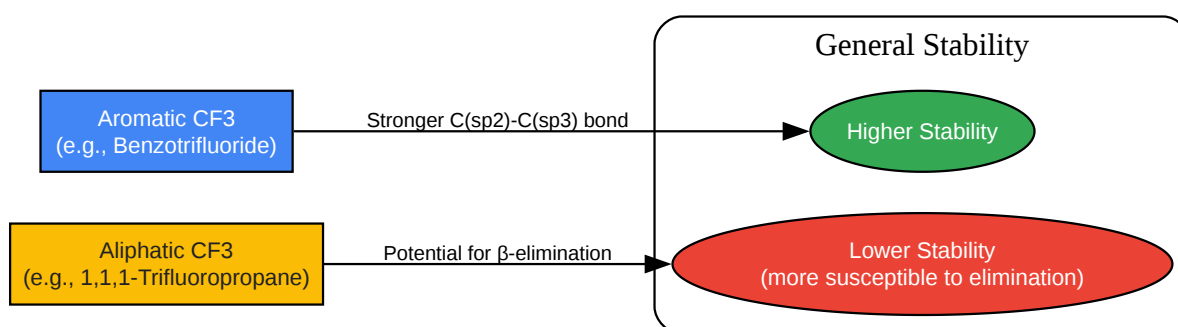 General Stability
Aromatic CF3
(e.g., Benzotrifluoride)
Stronger C(sp2)-C(sp3) bond
Higher Stability
Aliphatic CF3
(e.g., 1,1,1-Trifluoropropane)
Potential for β-elimination
Lower Stability
(more susceptible to elimination)